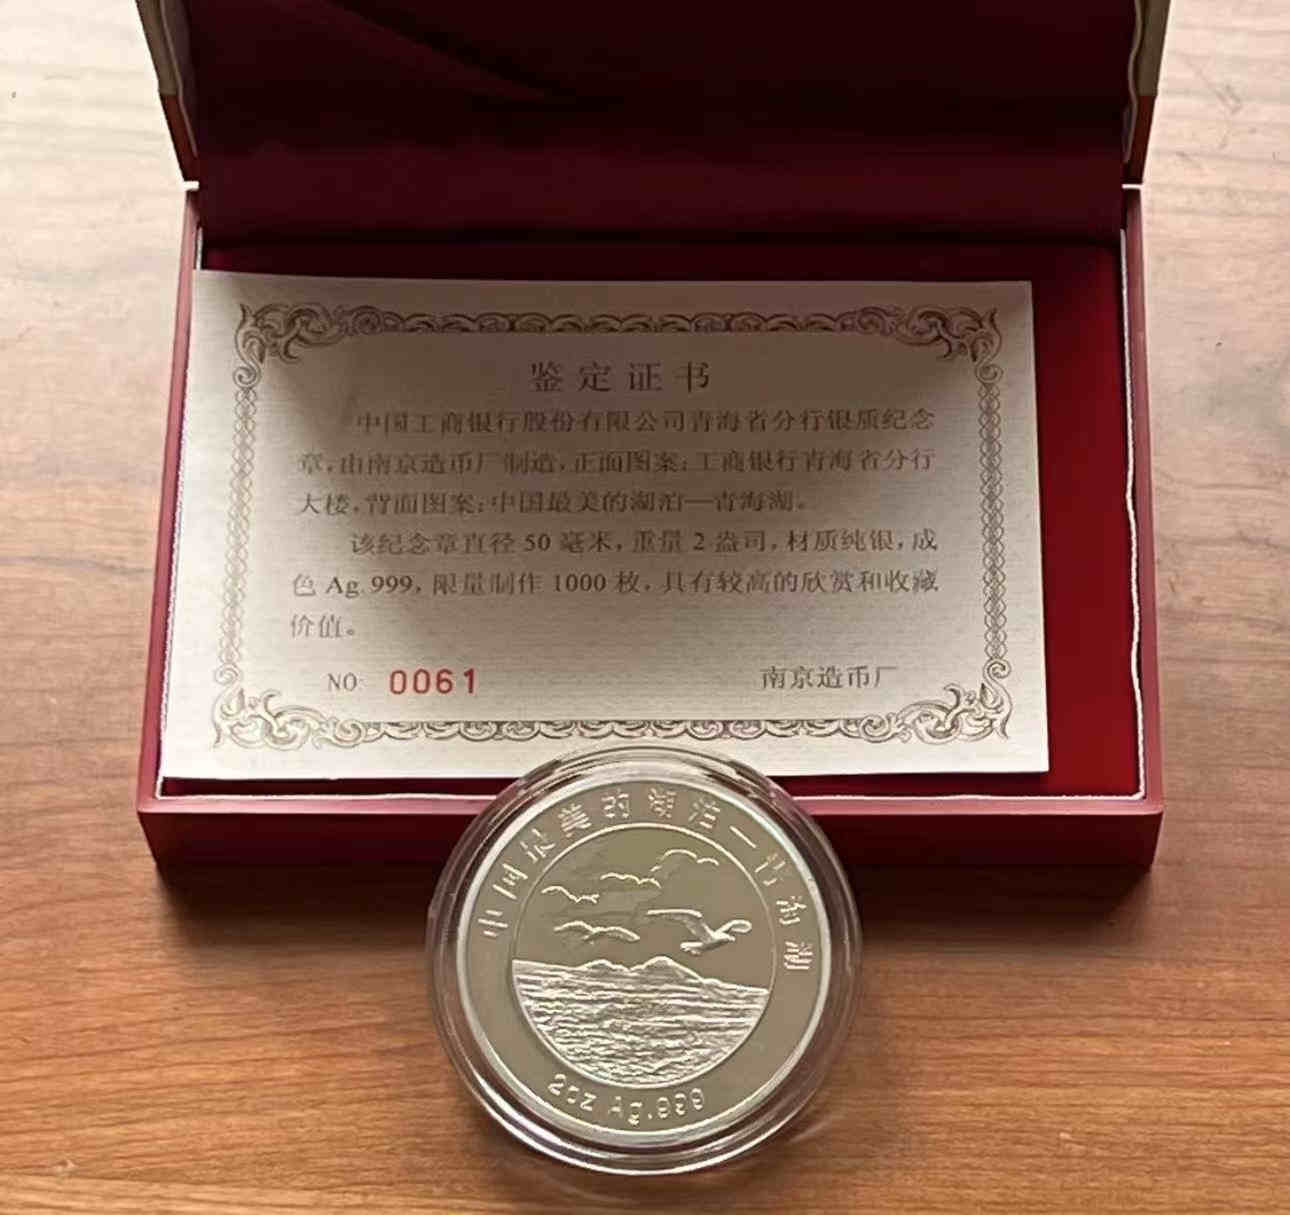 鉴定证书
中国工商银行股份有限公司青海省分行银质纪念
章,由南京造币厂制造,正面图案:工商银行青海省分行
大楼,背面图案:中国最美的湖泊—青海湖。
该纪念章直径50毫米,重量2盎司,材质纯银,成
色Ag 999,限量制作1000枚,具有较高的欣赏和收藏
价值。
NO 0061 南京造币厂
中国最美的湖泊—青海湖
2oz Ag.999